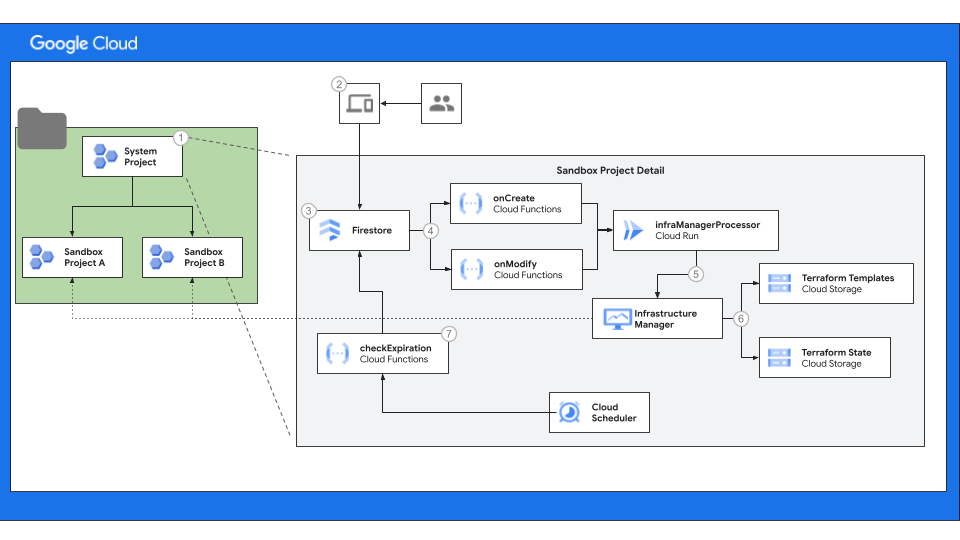 Google Cloud
2
1
System
Project
Sandbox
Project A
Sandbox
Project B
Sandbox Project Detail
3
Firestore
4
onCreate
Cloud Functions
onModify
Cloud Functions
infraManagerProcessor
Cloud Run
5
Infrastructure
Manager
6
Terraform Templates
Cloud Storage
Terraform State
Cloud Storage
7
checkExpiration
Cloud Functions
Cloud
Scheduler